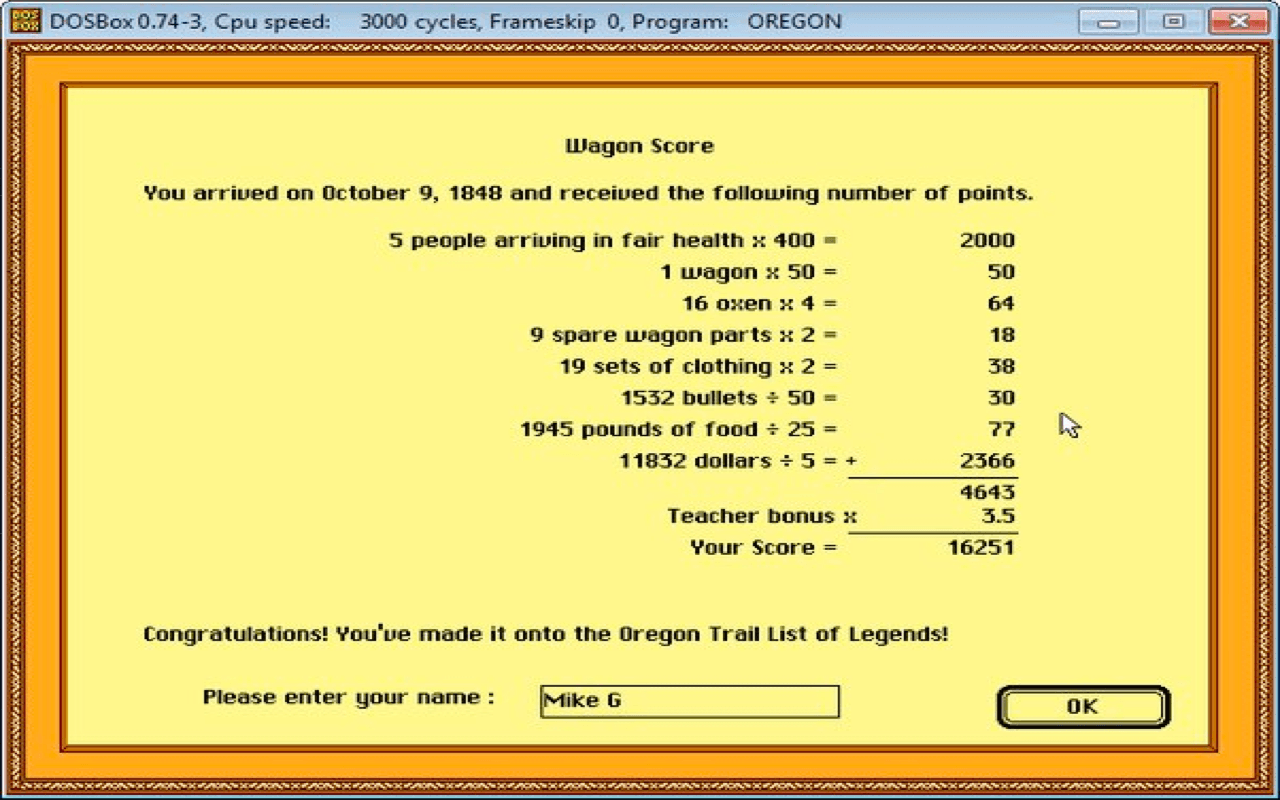 DOSBox 0.74-3, Cpu speed: 3000 cycles, Frameskip 0, Program: OREGON
Wagon Score
You arrived on October 9, 1848 and received the following number of points.
5 people arriving in fair health x 400 = 2000
1 wagon x 50 = 50
16 oxen x 4 = 64
9 spare wagon parts x 2 = 18
19 sets of clothing x 2 = 38
1532 bullets ÷ 50 = 30
1945 pounds of food ÷ 25 = 77
11832 dollars ÷ 5 = + 2366
4643
Teacher bonus x 3.5
Your Score = 16251
Congratulations! You've made it onto the Oregon Trail List of Legends!
Please enter your name : Mike G
OK